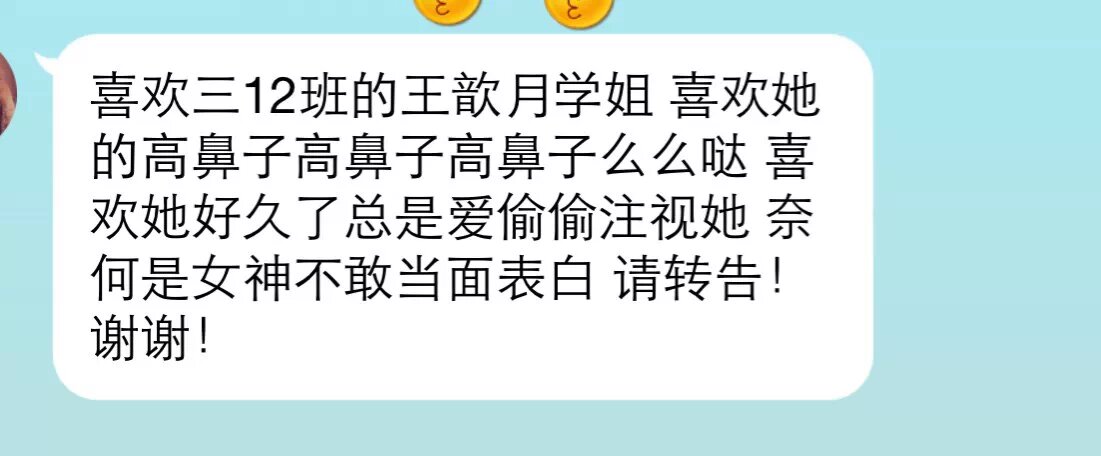 喜欢三12班的王歆月学姐 喜欢她
的高鼻子高鼻子高鼻子么么哒 喜
欢她好久了总是爱偷偷注视她 奈
何是女神不敢当面表白 请转告！
谢谢！